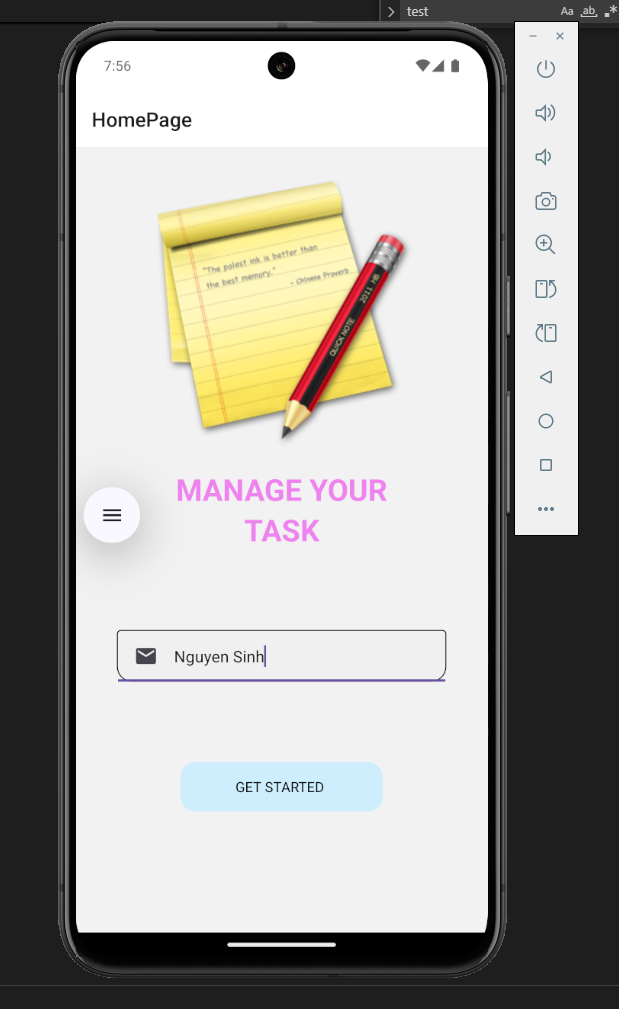 test
Aa
ab
7:56
HomePage
"The palest ink is better than
the best memory."
- Chinese Proverb
2011 HB
QUICK NOTE
MANAGE YOUR
TASK
Nguyen Sinh
GET STARTED